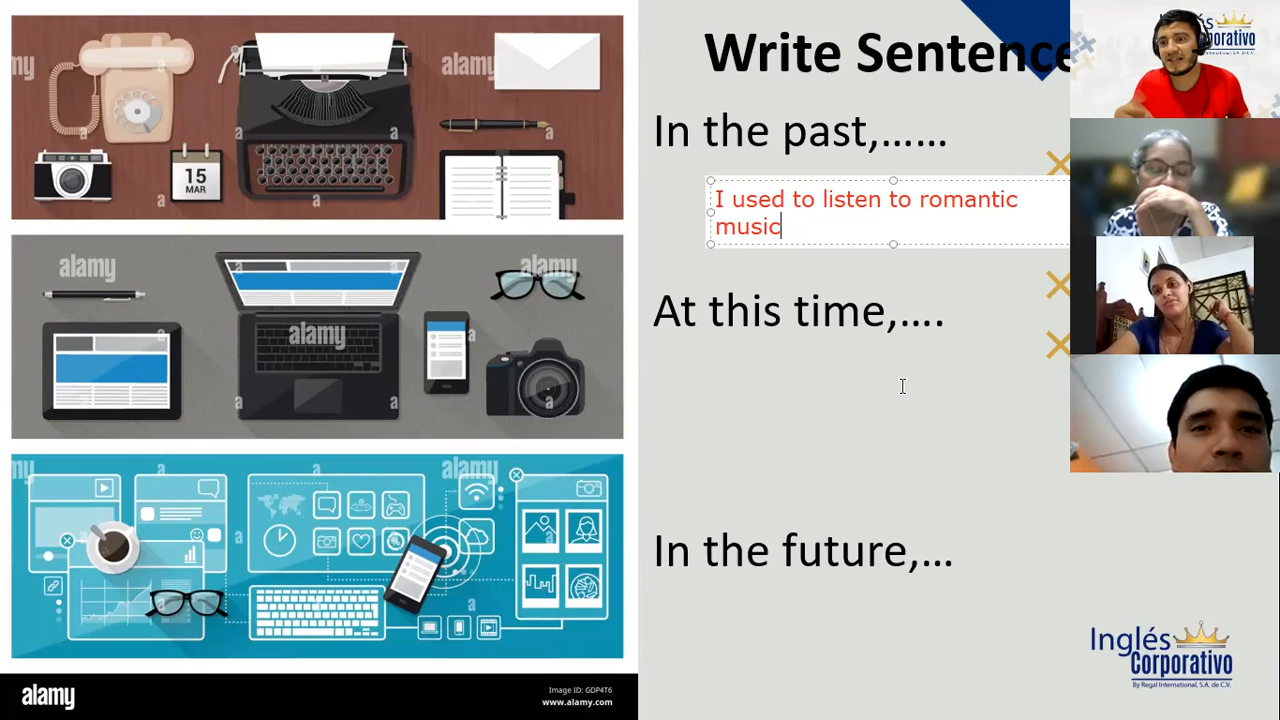 Write Sentence
In the past,......
I used to listen to romantic
music
At this time,....
In the future,...
15
MAR
alamy
alamy
alamy
alamy
alamy
alamy
Image ID: GDP4T6
www.alamy.com
Inglés
Corporativo
By Regal International, S.A. de C.V.